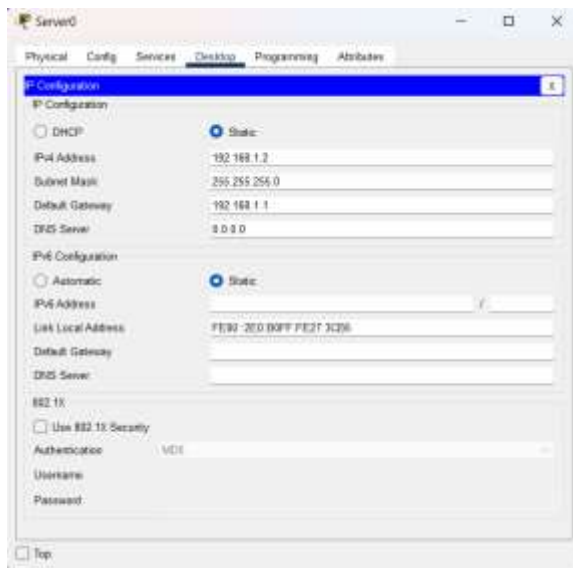 Server0
Physical Config Services Desktop Programming Attributes
IP Configuration X
IP Configuration
DHCP Static
IPv4 Address 192.168.1.2
Subnet Mask 255.255.255.0
Default Gateway 192.168.1.1
DNS Server 0.0.0.0
IPv6 Configuration
Automatic Static
IPv6 Address /
Link Local Address
Default Gateway
DNS Server
802.1X
Use 802.1X Security
Authentication MD5
Username
Password
Top